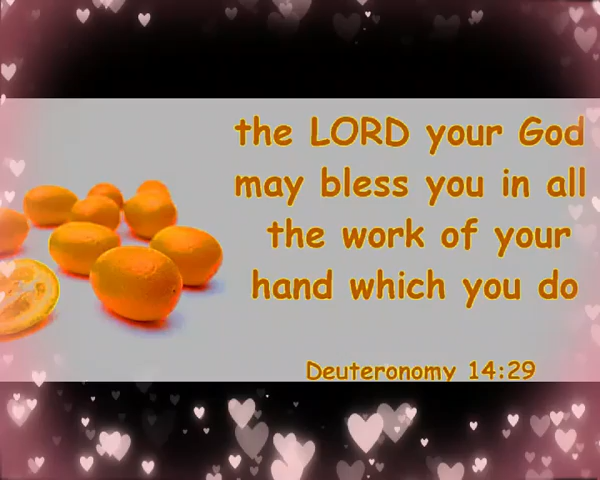 the LORD your God
may bless you in all
the work of your
hand which you do
Deuteronomy 14:29